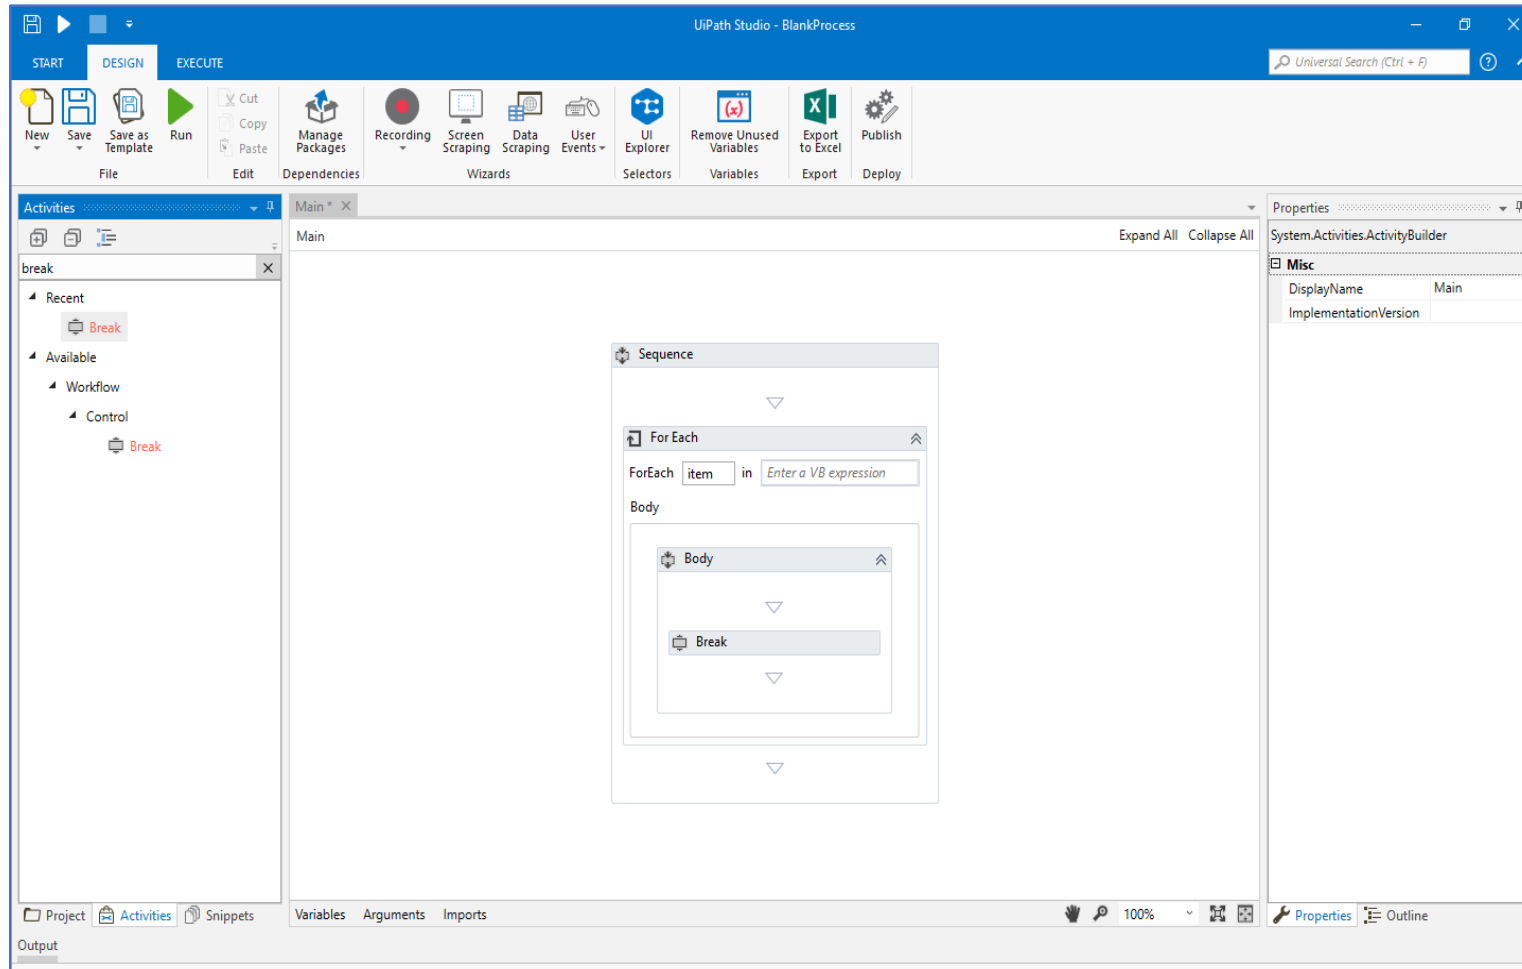 UiPath Studio - BlankProcess
START DESIGN EXECUTE
Universal Search (Ctrl + F)
New Save Save as Template Run
Cut
Copy
Paste
Manage Packages
Recording Screen Scraping Data Scraping User Events
UI Explorer
Remove Unused Variables
Export to Excel
Publish
File Edit Dependencies Wizards Selectors Variables Export Deploy
Activities
break
Recent
Break
Available
Workflow
Control
Break
Project Activities Snippets
Main *
Main Expand All Collapse All
Sequence
For Each
ForEach item in Enter a VB expression
Body
Body
Break
Variables Arguments Imports 100%
Properties
System.Activities.ActivityBuilder
Misc
DisplayName Main
ImplementationVersion
Properties Outline
Output